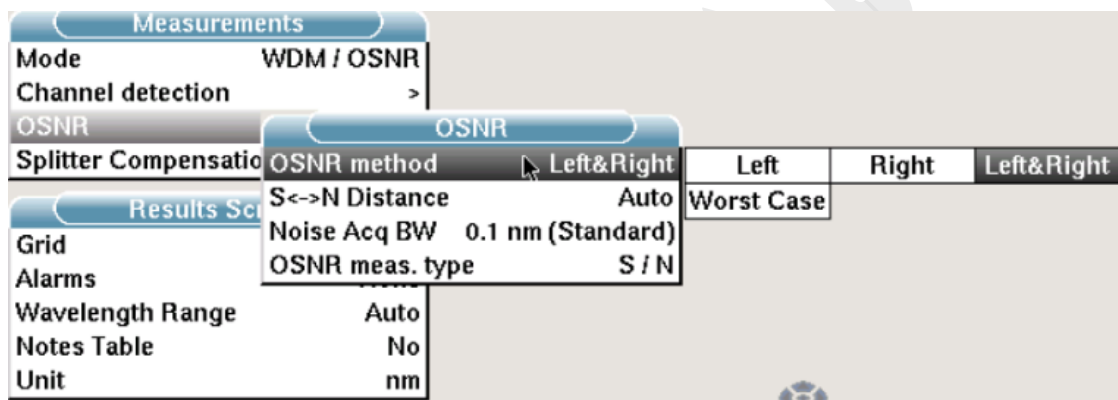 Measurements
Mode WDM / OSNR
Channel detection >
OSNR
Splitter Compensatio
OSNR
OSNR method Left&Right
S<->N Distance Auto
Noise Acq BW 0.1 nm (Standard)
OSNR meas. type S / N
Left Right Left&Right
Worst Case
Results Sc
Grid
Alarms
Wavelength Range Auto
Notes Table No
Unit nm